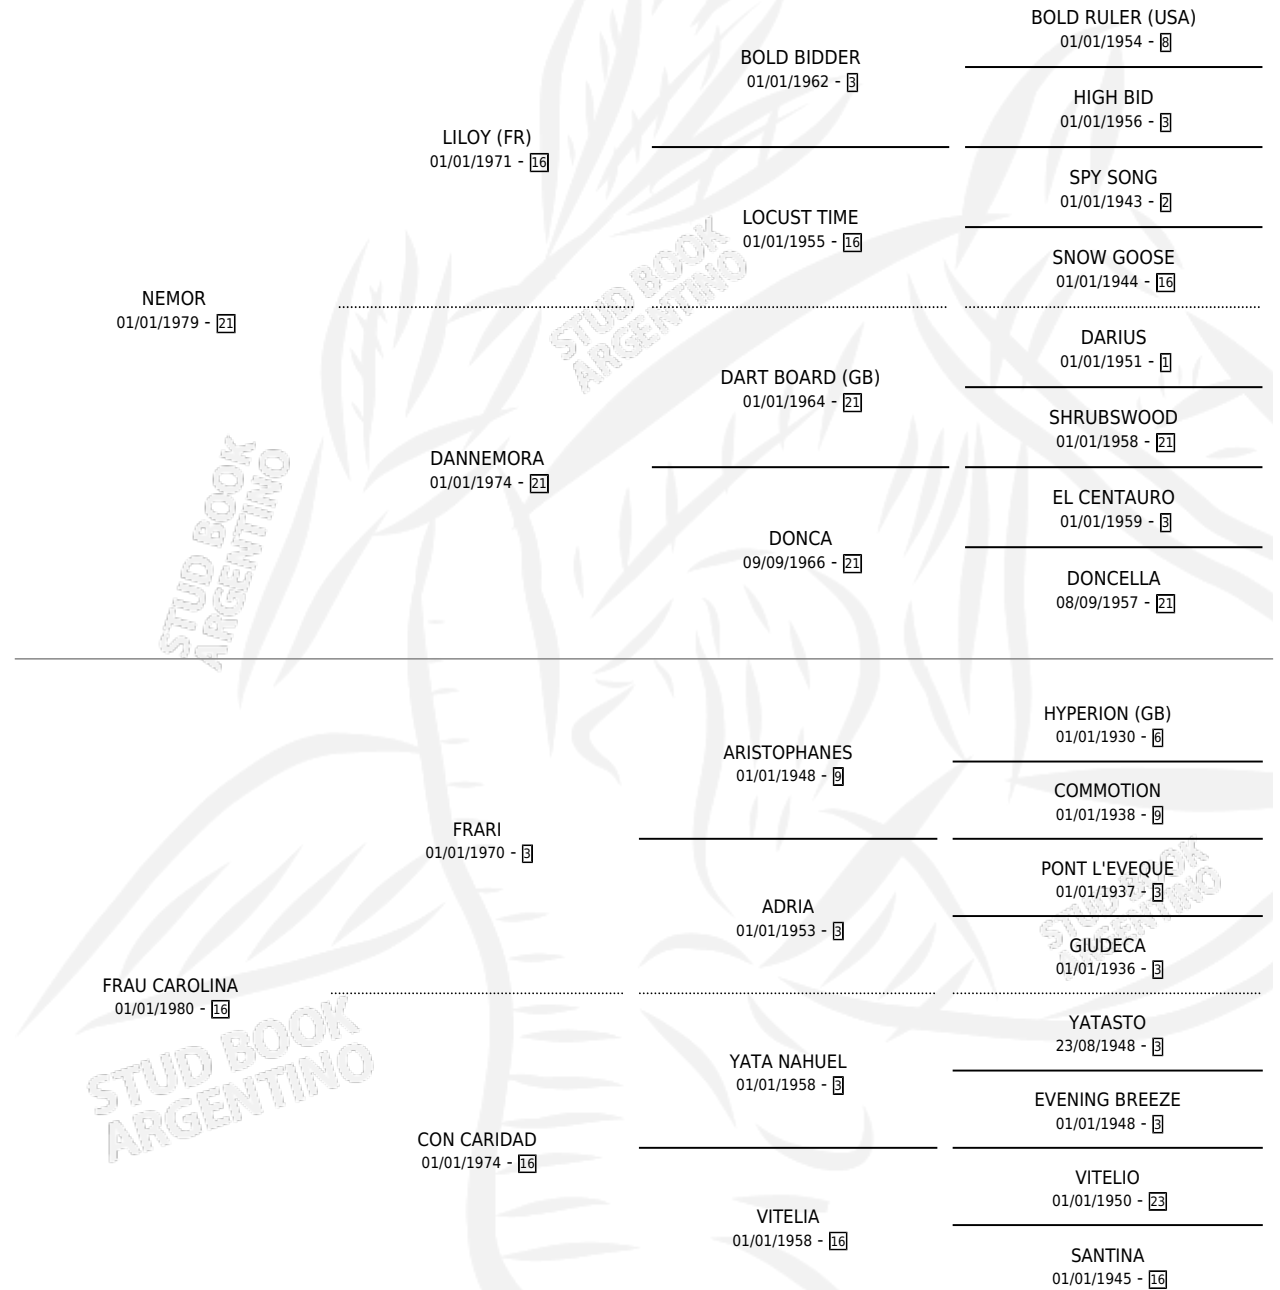 BOLD RULER (USA)
01/01/1954 - 8
BOLD BIDDER
01/01/1962 - 3
HIGH BID
01/01/1956 - 3
LILOY (FR)
01/01/1971 - 16
SPY SONG
01/01/1943 - 2
LOCUST TIME
01/01/1955 - 16
SNOW GOOSE
01/01/1944 - 16
NEMOR
01/01/1979 - 21
DARIUS
01/01/1951 - 1
DART BOARD (GB)
01/01/1964 - 21
SHRUBSWOOD
01/01/1958 - 21
DANNEMORA
01/01/1974 - 21
EL CENTAURO
01/01/1959 - 3
DONCA
09/09/1966 - 21
DONCELLA
08/09/1957 - 21
HYPERION (GB)
01/01/1930 - 6
ARISTOPHANES
01/01/1948 - 9
COMMOTION
01/01/1938 - 9
FRARI
01/01/1970 - 3
PONT L'EVEQUE
01/01/1937 - 3
ADRIA
01/01/1953 - 3
GIUDECA
01/01/1936 - 3
FRAU CAROLINA
01/01/1980 - 16
YATASTO
23/08/1948 - 3
YATA NAHUEL
01/01/1958 - 3
EVENING BREEZE
01/01/1948 - 3
CON CARIDAD
01/01/1974 - 16
VITELIO
01/01/1950 - 23
VITELIA
01/01/1958 - 16
SANTINA
01/01/1945 - 16
STUD BOOK
ARGENTINO
STUD BOOK
ARGENTINO
STUD BOOK
ARGENTINO
STUD BOOK
ARGENTINO